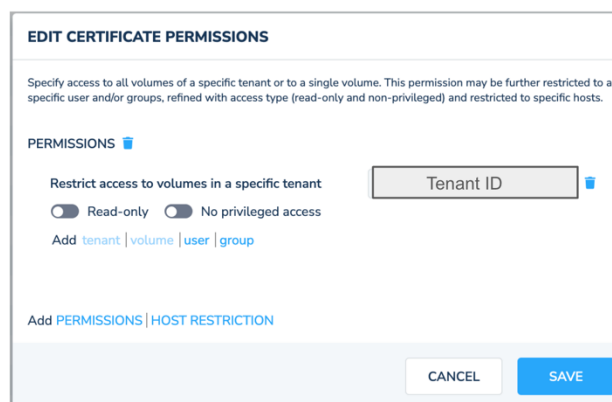 EDIT CERTIFICATE PERMISSIONS
Specify access to all volumes of a specific tenant or to a single volume. This permission may be further restricted to a
specific user and/or groups, refined with access type (read-only and non-privileged) and restricted to specific hosts.
PERMISSIONS
Restrict access to volumes in a specific tenant Tenant ID
Read-only No privileged access
Add tenant | volume | user | group
Add PERMISSIONS | HOST RESTRICTION
CANCEL SAVE